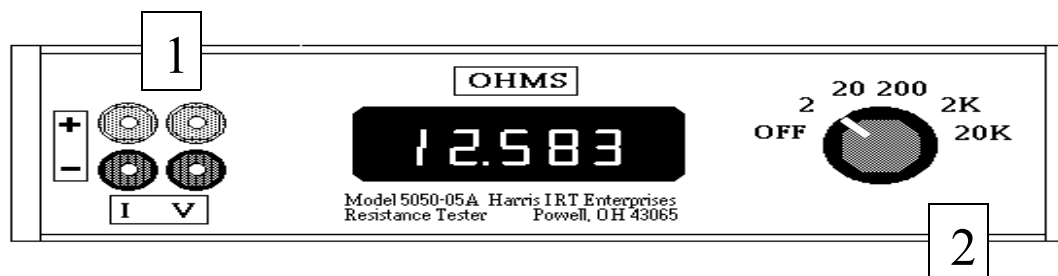 1
OHMS
+
−
I V
12.583
OFF 2 20 200 2K 20K
Model 5050-05A Harris IRT Enterprises
Resistance Tester Powell, OH 43065
2